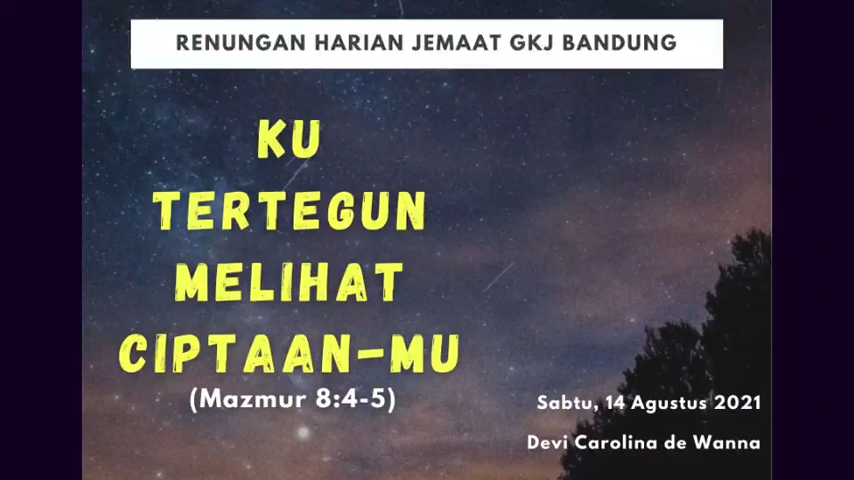 RENUNGAN HARIAN JEMAAT GKJ BANDUNG
KU
TERTEGUN
MELIHAT
CIPTAAN-MU
(Mazmur 8:4-5)
Sabtu, 14 Agustus 2021
Devi Carolina de Wanna